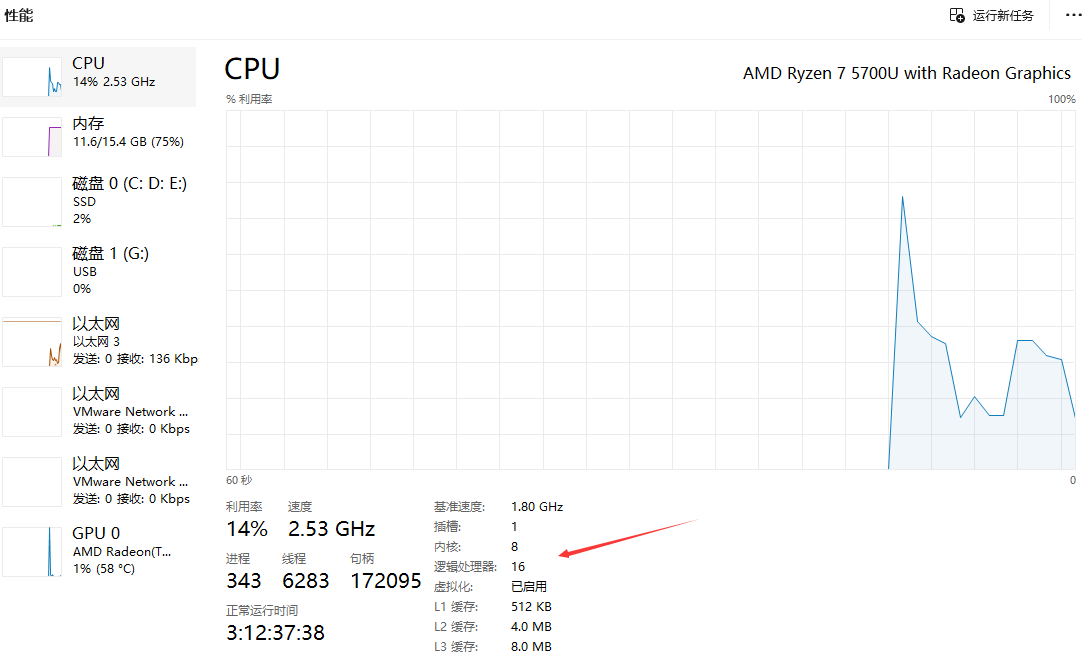 性能
运行新任务
CPU
14% 2.53 GHz
内存
11.6/15.4 GB (75%)
磁盘 0 (C: D: E:)
SSD
2%
磁盘 1 (G:)
USB
0%
以太网
以太网 3
发送: 0 接收: 136 Kbp
以太网
VMware Network ...
发送: 0 接收: 0 Kbps
以太网
VMware Network ...
发送: 0 接收: 0 Kbps
GPU 0
AMD Radeon(T...
1% (58 °C)
CPU
AMD Ryzen 7 5700U with Radeon Graphics
% 利用率
100%
60 秒
0
利用率 速度
14% 2.53 GHz
进程 线程 句柄
343 6283 172095
正常运行时间
3:12:37:38
基准速度: 1.80 GHz
插槽: 1
内核: 8
逻辑处理器: 16
虚拟化: 已启用
L1 缓存: 512 KB
L2 缓存: 4.0 MB
L3 缓存: 8.0 MB